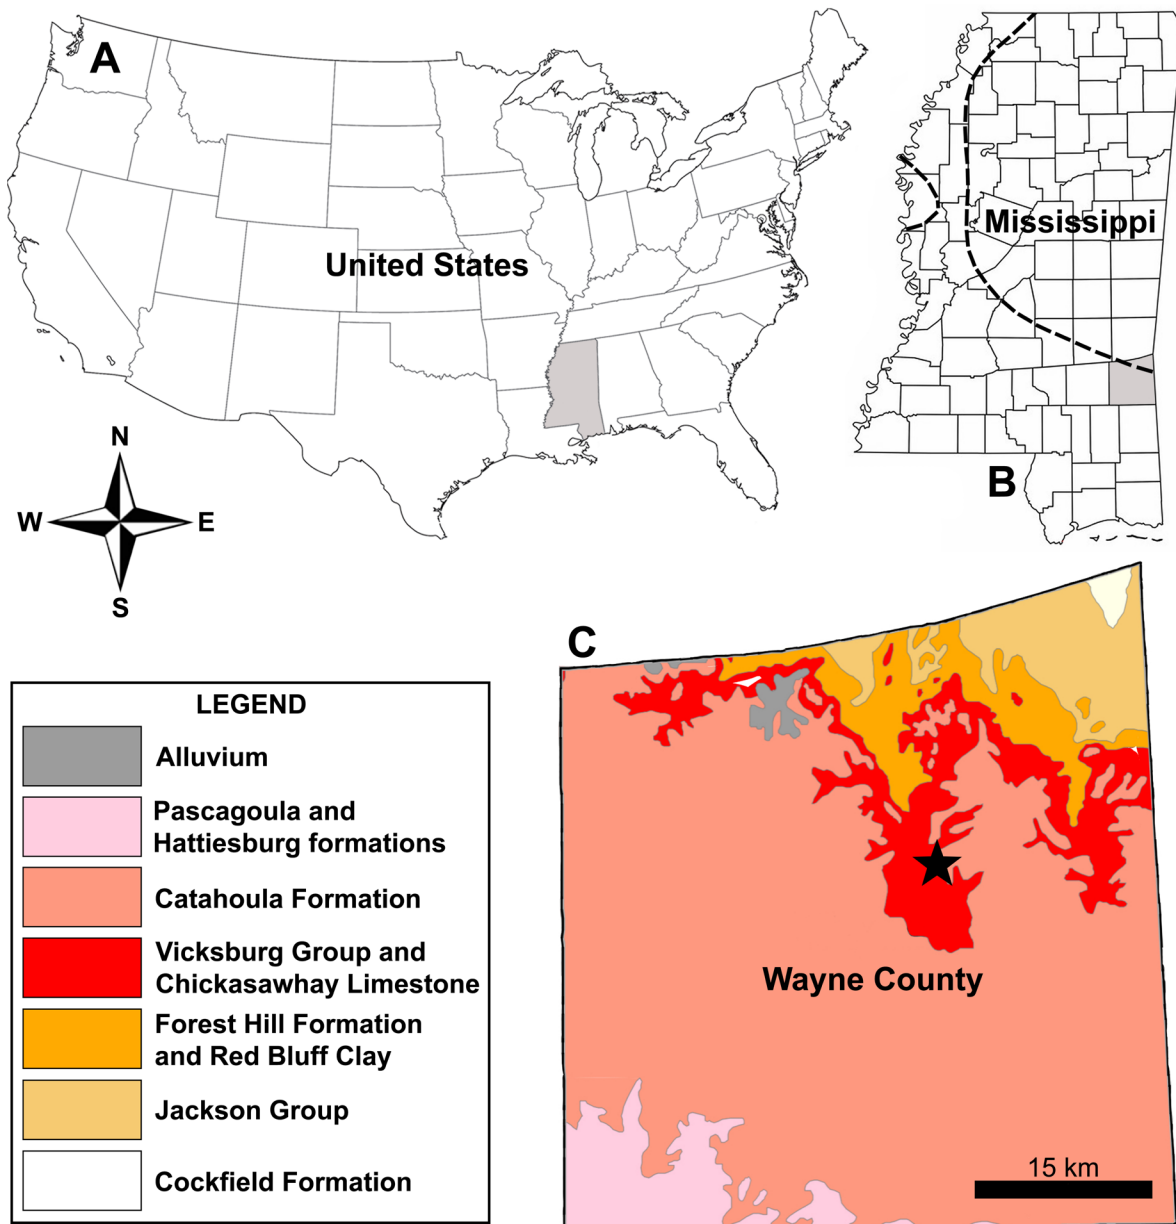 A
United States
Mississippi
B
N
W
E
S
C
Wayne County
15 km
LEGEND
Alluvium
Pascagoula and
Hattiesburg formations
Catahoula Formation
Vicksburg Group and
Chickasawhay Limestone
Forest Hill Formation
and Red Bluff Clay
Jackson Group
Cockfield Formation